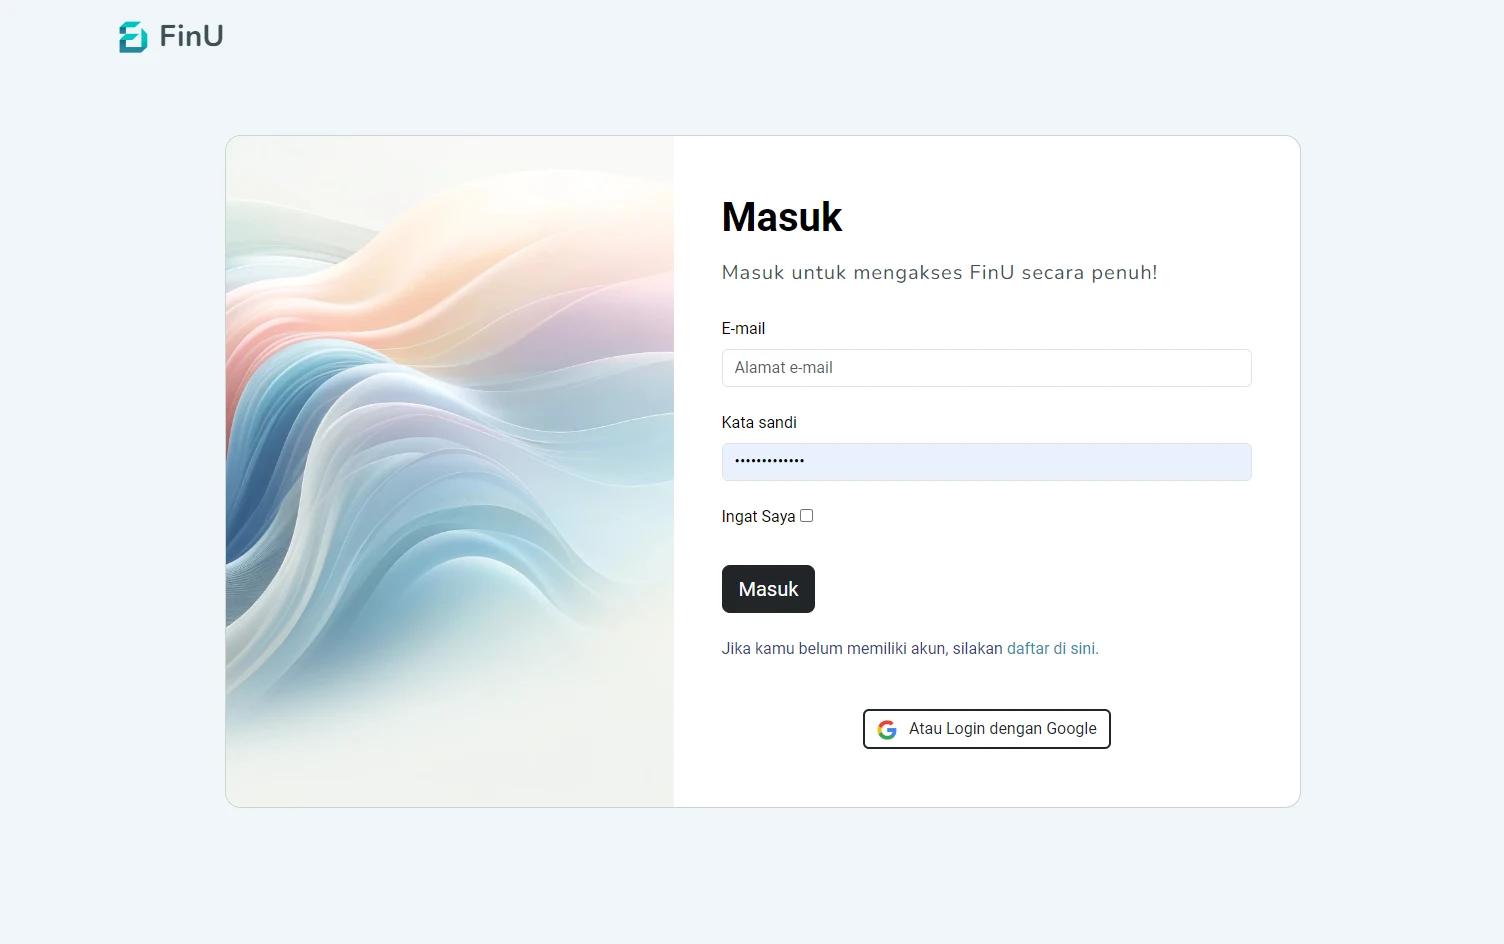 FinU
Masuk
Masuk untuk mengakses FinU secara penuh!
E-mail
Alamat e-mail
Kata sandi
•••••••••••••
Ingat Saya
Masuk
Jika kamu belum memiliki akun, silakan daftar di sini.
Atau Login dengan Google